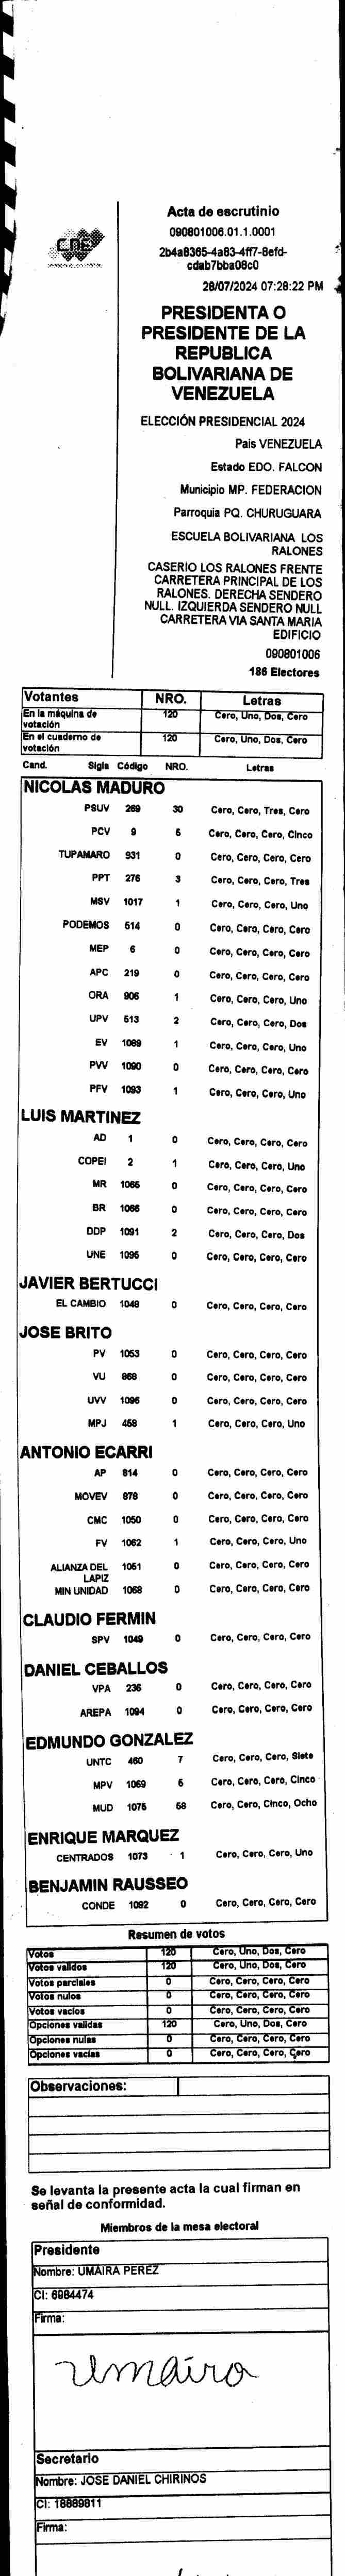 CNE
Acta de escrutinio
090801006.01.1.0001
2b4a8365-4a83-4ff7-8efd-
cdab7bba08c0
28/07/2024 07:28:22 PM
PRESIDENTA O
PRESIDENTE DE LA
REPUBLICA
BOLIVARIANA DE
VENEZUELA
ELECCIÓN PRESIDENCIAL 2024
Pais VENEZUELA
Estado EDO. FALCON
Municipio MP. FEDERACION
Parroquia PQ. CHURUGUARA
ESCUELA BOLIVARIANA LOS
RALONES
CASERIO LOS RALONES FRENTE
CARRETERA PRINCIPAL DE LOS
RALONES. DERECHA SENDERO
NULL. IZQUIERDA SENDERO NULL
CARRETERA VIA SANTA MARIA
EDIFICIO
090801006
186 Electores
Votantes NRO. Letras
En la máquina de votación 120 Cero, Uno, Dos, Cero
En el cuaderno de votación 120 Cero, Uno, Dos, Cero
Cand. Sigla Código NRO. Letras
NICOLAS MADURO
PSUV 269 30 Cero, Cero, Tres, Cero
PCV 9 5 Cero, Cero, Cero, Cinco
TUPAMARO 931 0 Cero, Cero, Cero, Cero
PPT 276 3 Cero, Cero, Cero, Tres
MSV 1017 1 Cero, Cero, Cero, Uno
PODEMOS 514 0 Cero, Cero, Cero, Cero
MEP 6 0 Cero, Cero, Cero, Cero
APC 219 0 Cero, Cero, Cero, Cero
ORA 906 1 Cero, Cero, Cero, Uno
UPV 513 2 Cero, Cero, Cero, Dos
EV 1089 1 Cero, Cero, Cero, Uno
PVV 1090 0 Cero, Cero, Cero, Cero
PFV 1093 1 Cero, Cero, Cero, Uno
LUIS MARTINEZ
AD 1 0 Cero, Cero, Cero, Cero
COPEI 2 1 Cero, Cero, Cero, Uno
MR 1065 0 Cero, Cero, Cero, Cero
BR 1066 0 Cero, Cero, Cero, Cero
DDP 1091 2 Cero, Cero, Cero, Dos
UNE 1095 0 Cero, Cero, Cero, Cero
JAVIER BERTUCCI
EL CAMBIO 1048 0 Cero, Cero, Cero, Cero
JOSE BRITO
PV 1053 0 Cero, Cero, Cero, Cero
VU 868 0 Cero, Cero, Cero, Cero
UVV 1096 0 Cero, Cero, Cero, Cero
MPJ 458 1 Cero, Cero, Cero, Uno
ANTONIO ECARRI
AP 814 0 Cero, Cero, Cero, Cero
MOVEV 878 0 Cero, Cero, Cero, Cero
CMC 1050 0 Cero, Cero, Cero, Cero
FV 1062 1 Cero, Cero, Cero, Uno
ALIANZA DEL 1061 0 Cero, Cero, Cero, Cero
LAPIZ
MIN UNIDAD 1068 0 Cero, Cero, Cero, Cero
CLAUDIO FERMIN
SPV 1049 0 Cero, Cero, Cero, Cero
DANIEL CEBALLOS
VPA 236 0 Cero, Cero, Cero, Cero
AREPA 1094 0 Cero, Cero, Cero, Cero
EDMUNDO GONZALEZ
UNTC 460 7 Cero, Cero, Cero, Siete
MPV 1069 5 Cero, Cero, Cero, Cinco
MUD 1075 58 Cero, Cero, Cinco, Ocho
ENRIQUE MARQUEZ
CENTRADOS 1073 1 Cero, Cero, Cero, Uno
BENJAMIN RAUSSEO
CONDE 1092 0 Cero, Cero, Cero, Cero
Resumen de votos
Votos 120 Cero, Uno, Dos, Cero
Votos validos 120 Cero, Uno, Dos, Cero
Votos parciales 0 Cero, Cero, Cero, Cero
Votos nulos 0 Cero, Cero, Cero, Cero
Votos vacios 0 Cero, Cero, Cero, Cero
Opciones validas 120 Cero, Uno, Dos, Cero
Opciones nulas 0 Cero, Cero, Cero, Cero
Opciones vacias 0 Cero, Cero, Cero, Cero
Observaciones:
Se levanta la presente acta la cual firman en
señal de conformidad.
Miembros de la mesa electoral
Presidente
Nombre: UMAIRA PEREZ
CI: 6984474
Firma:
Umaira
Secretario
Nombre: JOSE DANIEL CHIRINOS
CI: 18889811
Firma: